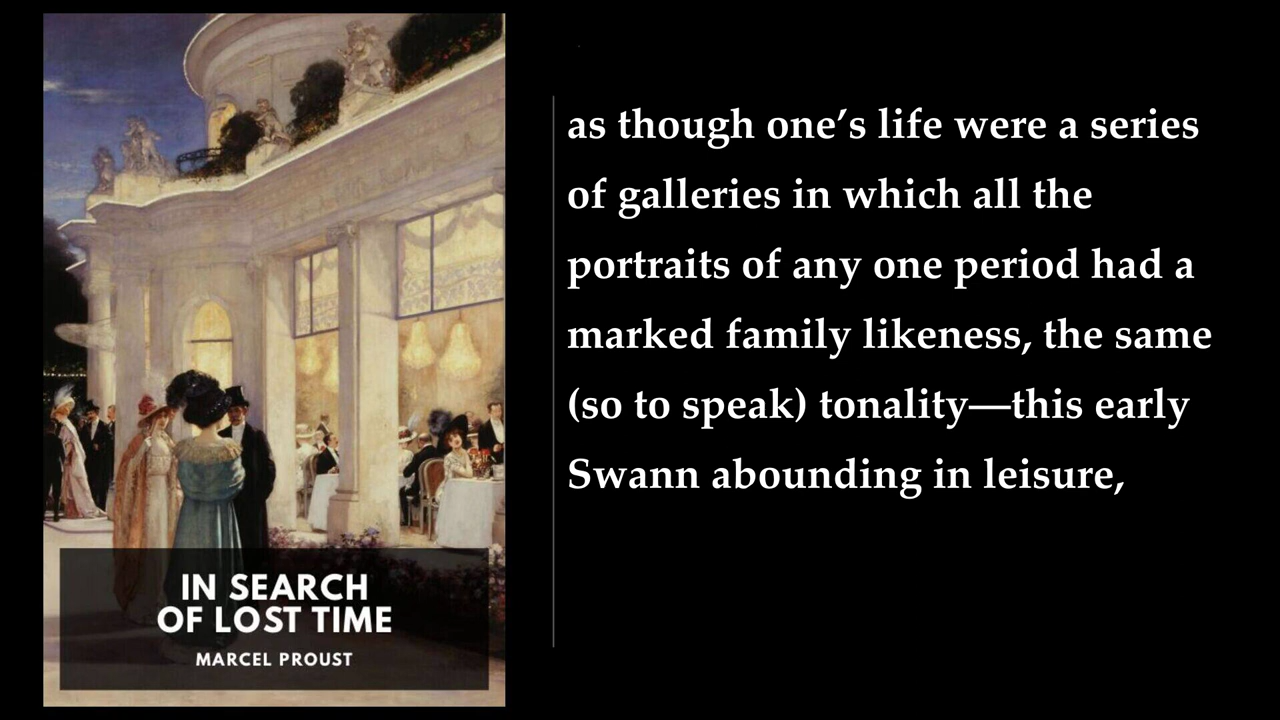 IN SEARCH
OF LOST TIME
MARCEL PROUST
as though one’s life were a series
of galleries in which all the
portraits of any one period had a
marked family likeness, the same
(so to speak) tonality—this early
Swann abounding in leisure,